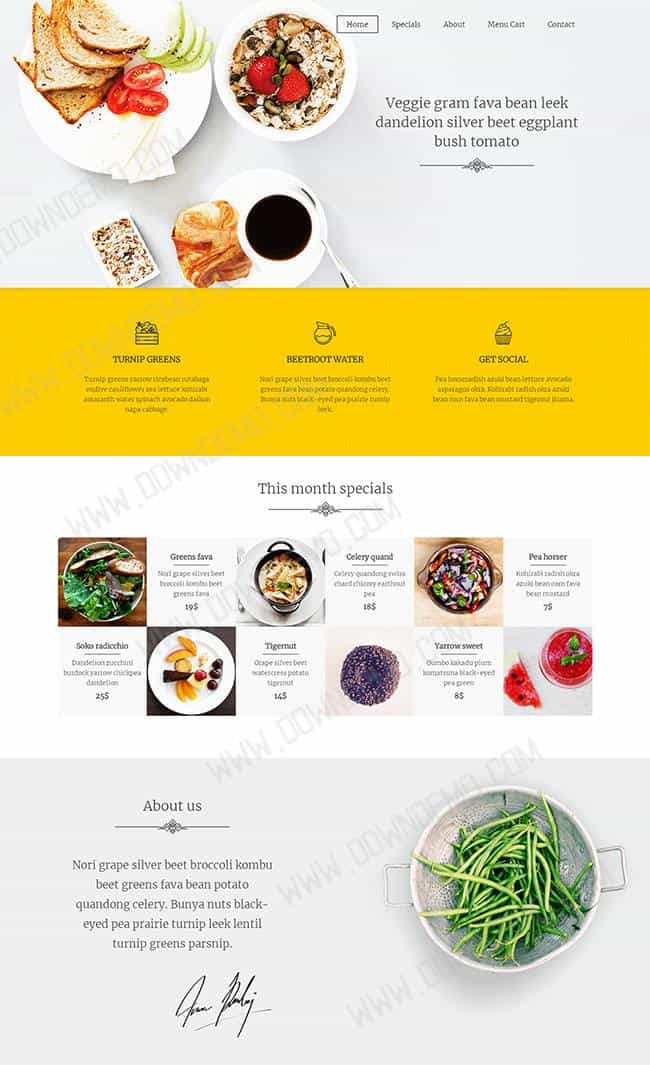 Home Specials About Menu Cart Contact
Veggie gram fava bean leek
dandelion silver beet eggplant
bush tomato
TURNIP GREENS
Turnip greens yarrow ricebean rutabaga
endive cauliflower sea lettuce kohlrabi
amaranth water spinach avocado daikon
napa cabbage.
BEETROOT WATER
Nori grape silver beet broccoli kombu beet
greens fava bean potato quandong celery.
Bunya nuts black-eyed pea prairie turnip
leek.
GET SOCIAL
Pea horseradish azuki bean lettuce avocado
asparagus okra. Kohlrabi radish okra azuki
bean corn fava bean mustard tigernut jicama.
This month specials
Greens fava
Nori grape silver beet
broccoli kombu beet
greens fava
19$
Celery quand
Celery quandong swiss
chard chicory earthnut
pea
18$
Pea horser
Kohlrabi radish okra
azuki bean corn fava
bean mustard
7$
Soko radicchio
Dandelion zucchini
burdock yarrow chickpea
dandelion
25$
Tigernut
Grape silver beet
watercress potato
tigernut
14$
Yarrow sweet
Gumbo kakadu plum
komatsuna black-eyed
pea green
8$
About us
Nori grape silver beet broccoli kombu
beet greens fava bean potato
quandong celery. Bunya nuts black-
eyed pea prairie turnip leek lentil
turnip greens parsnip.
WWW.DOWNDEMO.COM